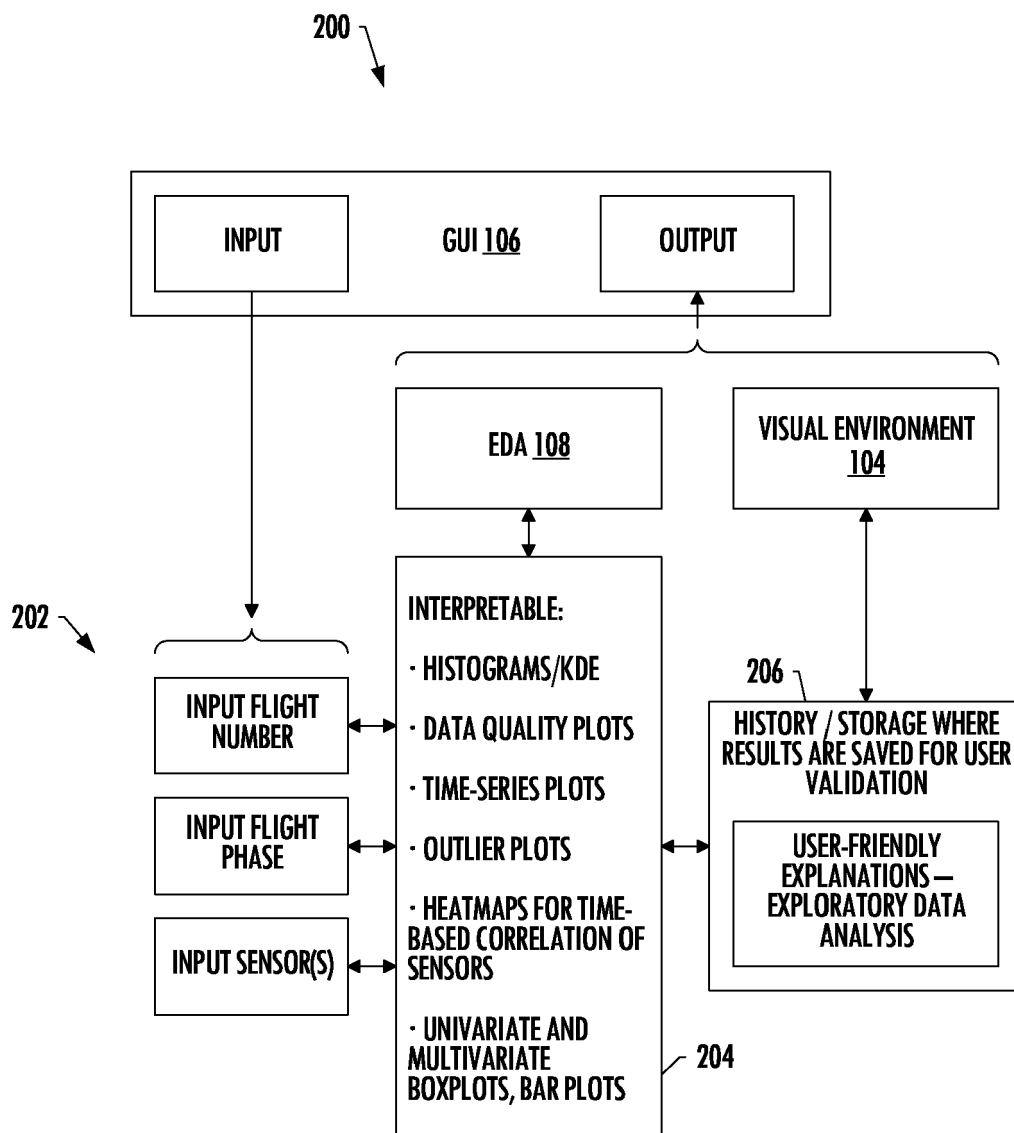 200
INPUT
GUI 106
OUTPUT
EDA 108
VISUAL ENVIRONMENT
104
202
INPUT FLIGHT
NUMBER
INPUT FLIGHT
PHASE
INPUT SENSOR(S)
INTERPRETABLE:
· HISTOGRAMS/KDE
· DATA QUALITY PLOTS
· TIME-SERIES PLOTS
· OUTLIER PLOTS
· HEATMAPS FOR TIME-
BASED CORRELATION OF
SENSORS
· UNIVARIATE AND
MULTIVARIATE
BOXPLOTS, BAR PLOTS
204
206
HISTORY / STORAGE WHERE
RESULTS ARE SAVED FOR USER
VALIDATION
USER-FRIENDLY
EXPLANATIONS –
EXPLORATORY DATA
ANALYSIS